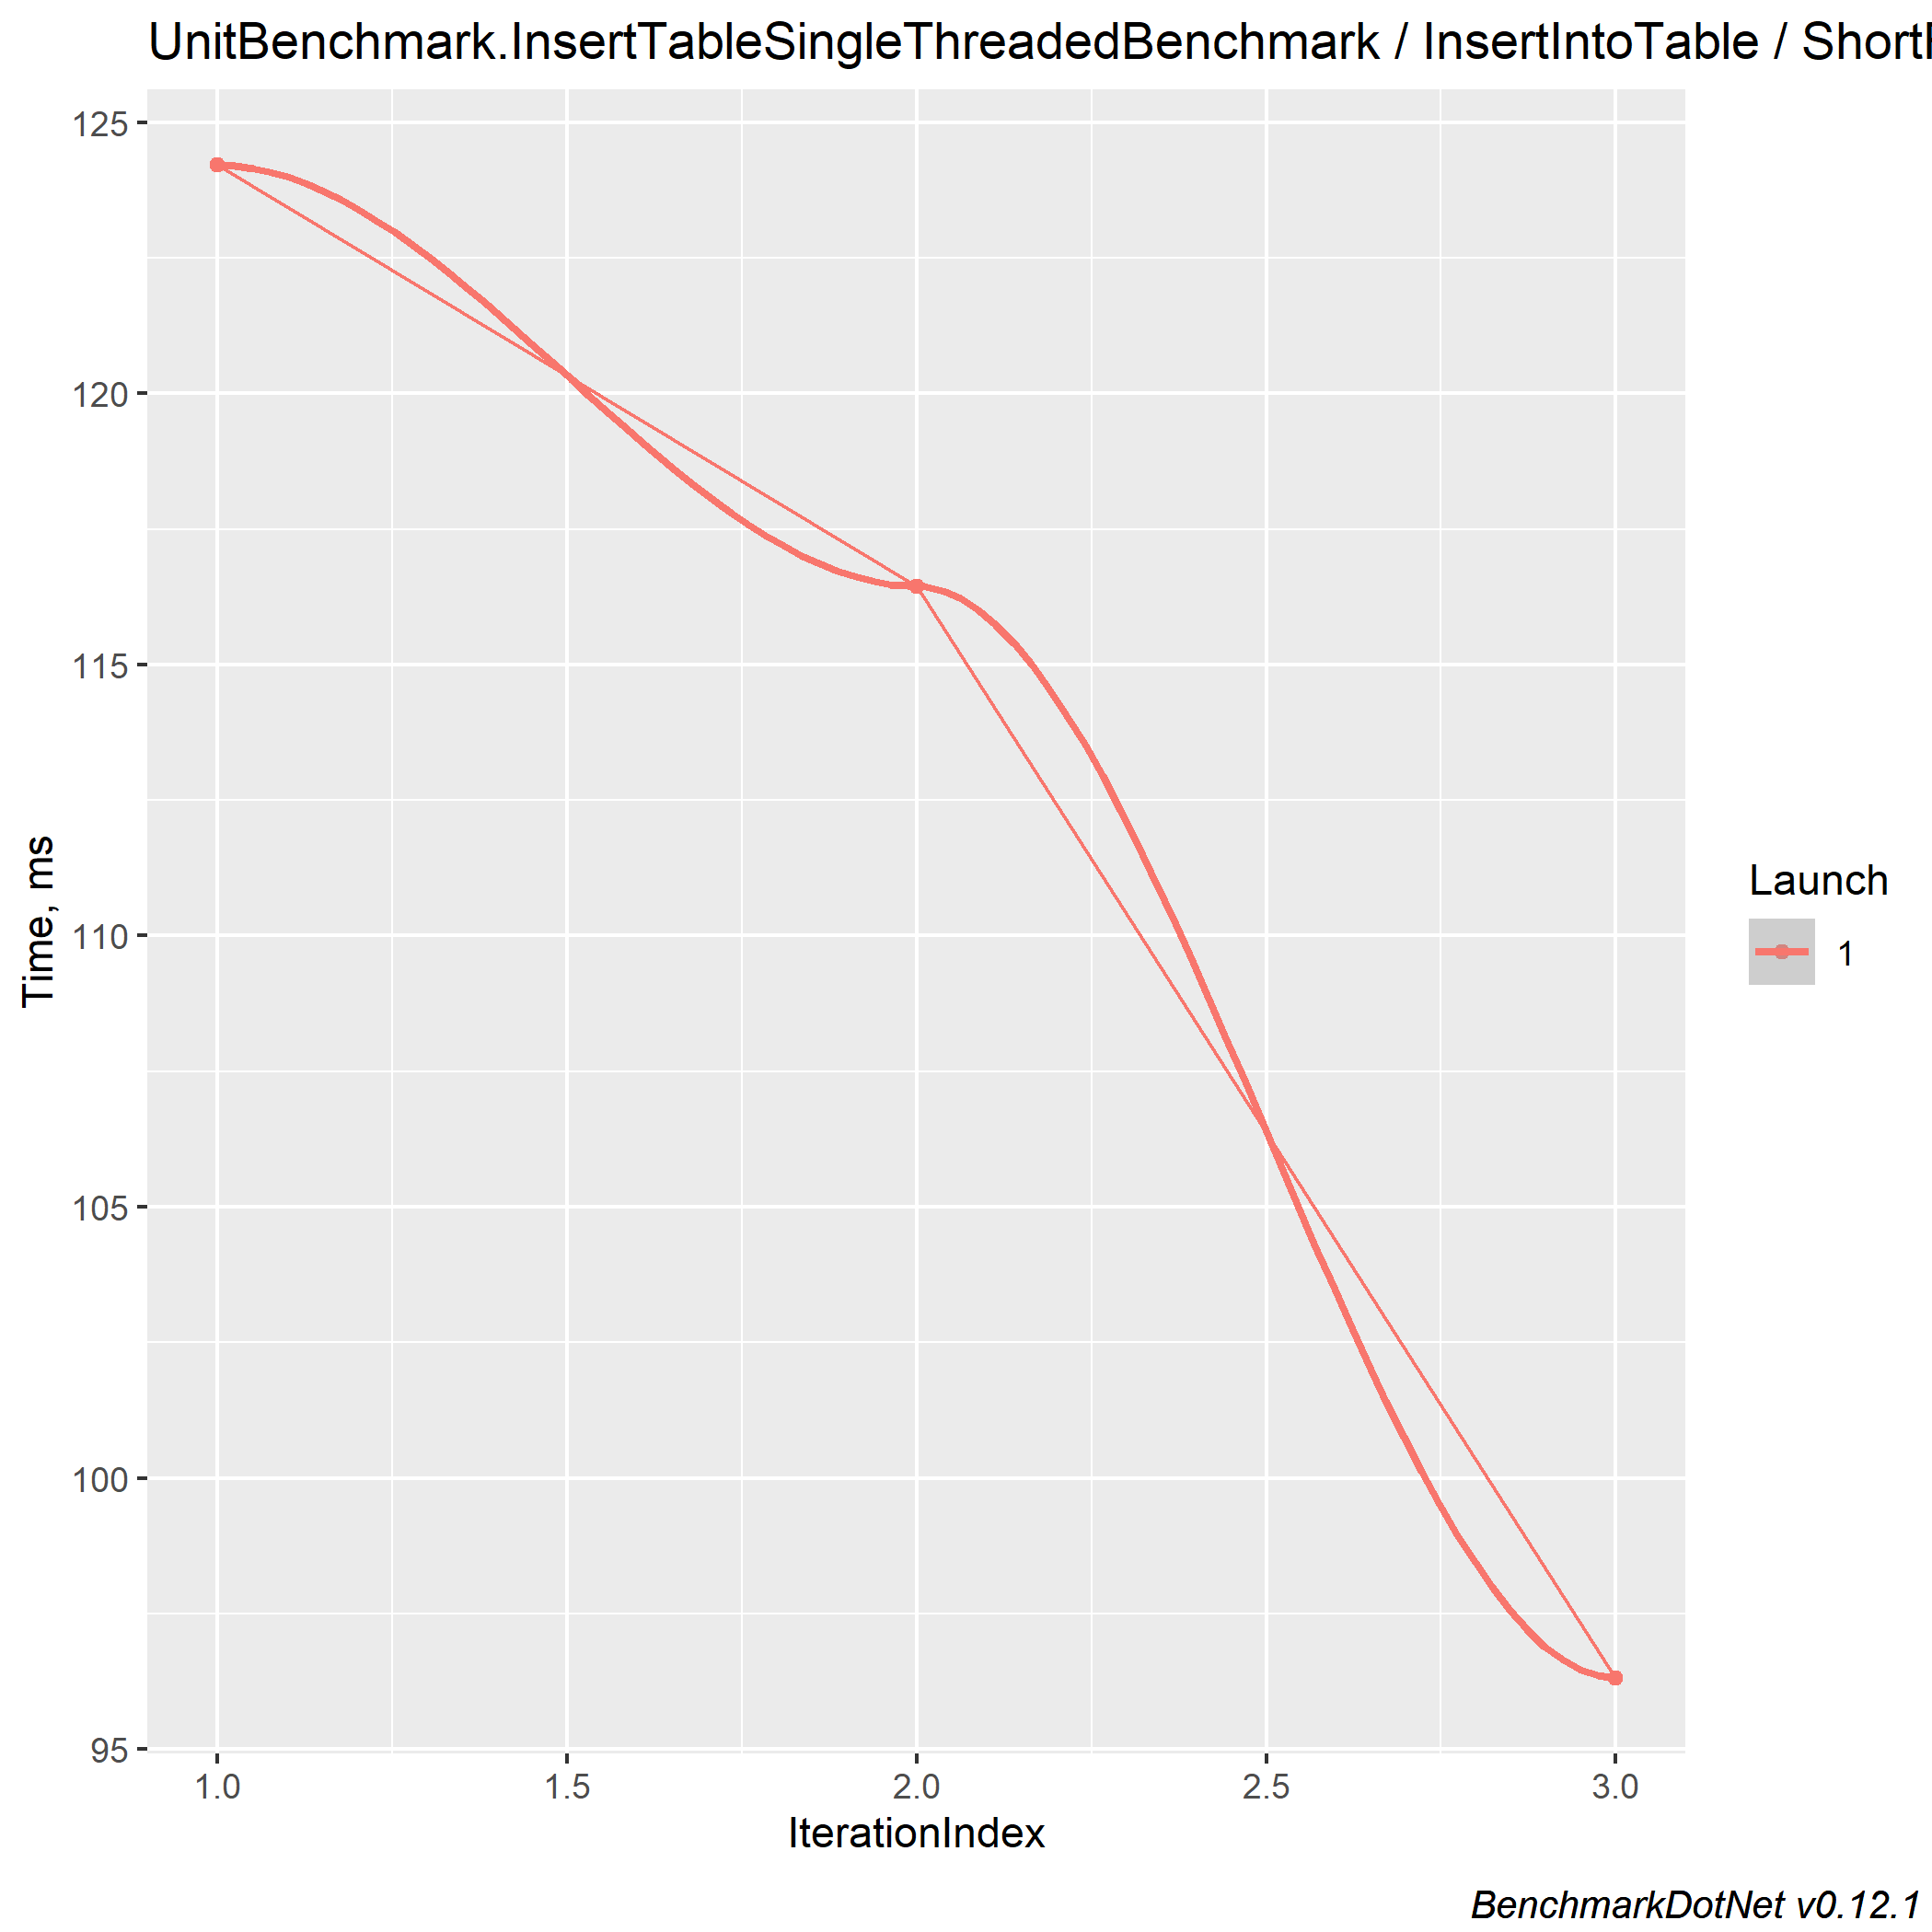 UnitBenchmark.InsertTableSingleThreadedBenchmark / InsertIntoTable / Short
125
120
115
110
105
100
95
Time, ms
1.0 1.5 2.0 2.5 3.0
IterationIndex
Launch
1
BenchmarkDotNet v0.12.1